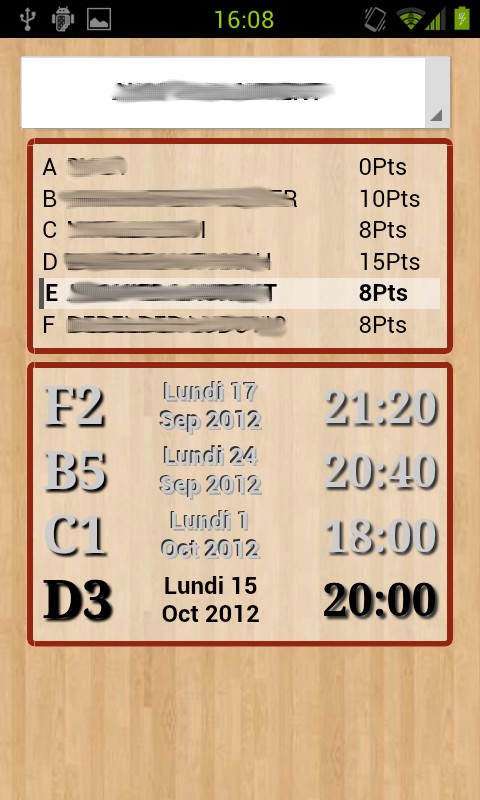 16:08
A 0Pts
B 10Pts
C 8Pts
D 15Pts
E 8Pts
F 8Pts
F2 Lundi 17 Sep 2012 21:20
B5 Lundi 24 Sep 2012 20:40
C1 Lundi 1 Oct 2012 18:00
D3 Lundi 15 Oct 2012 20:00